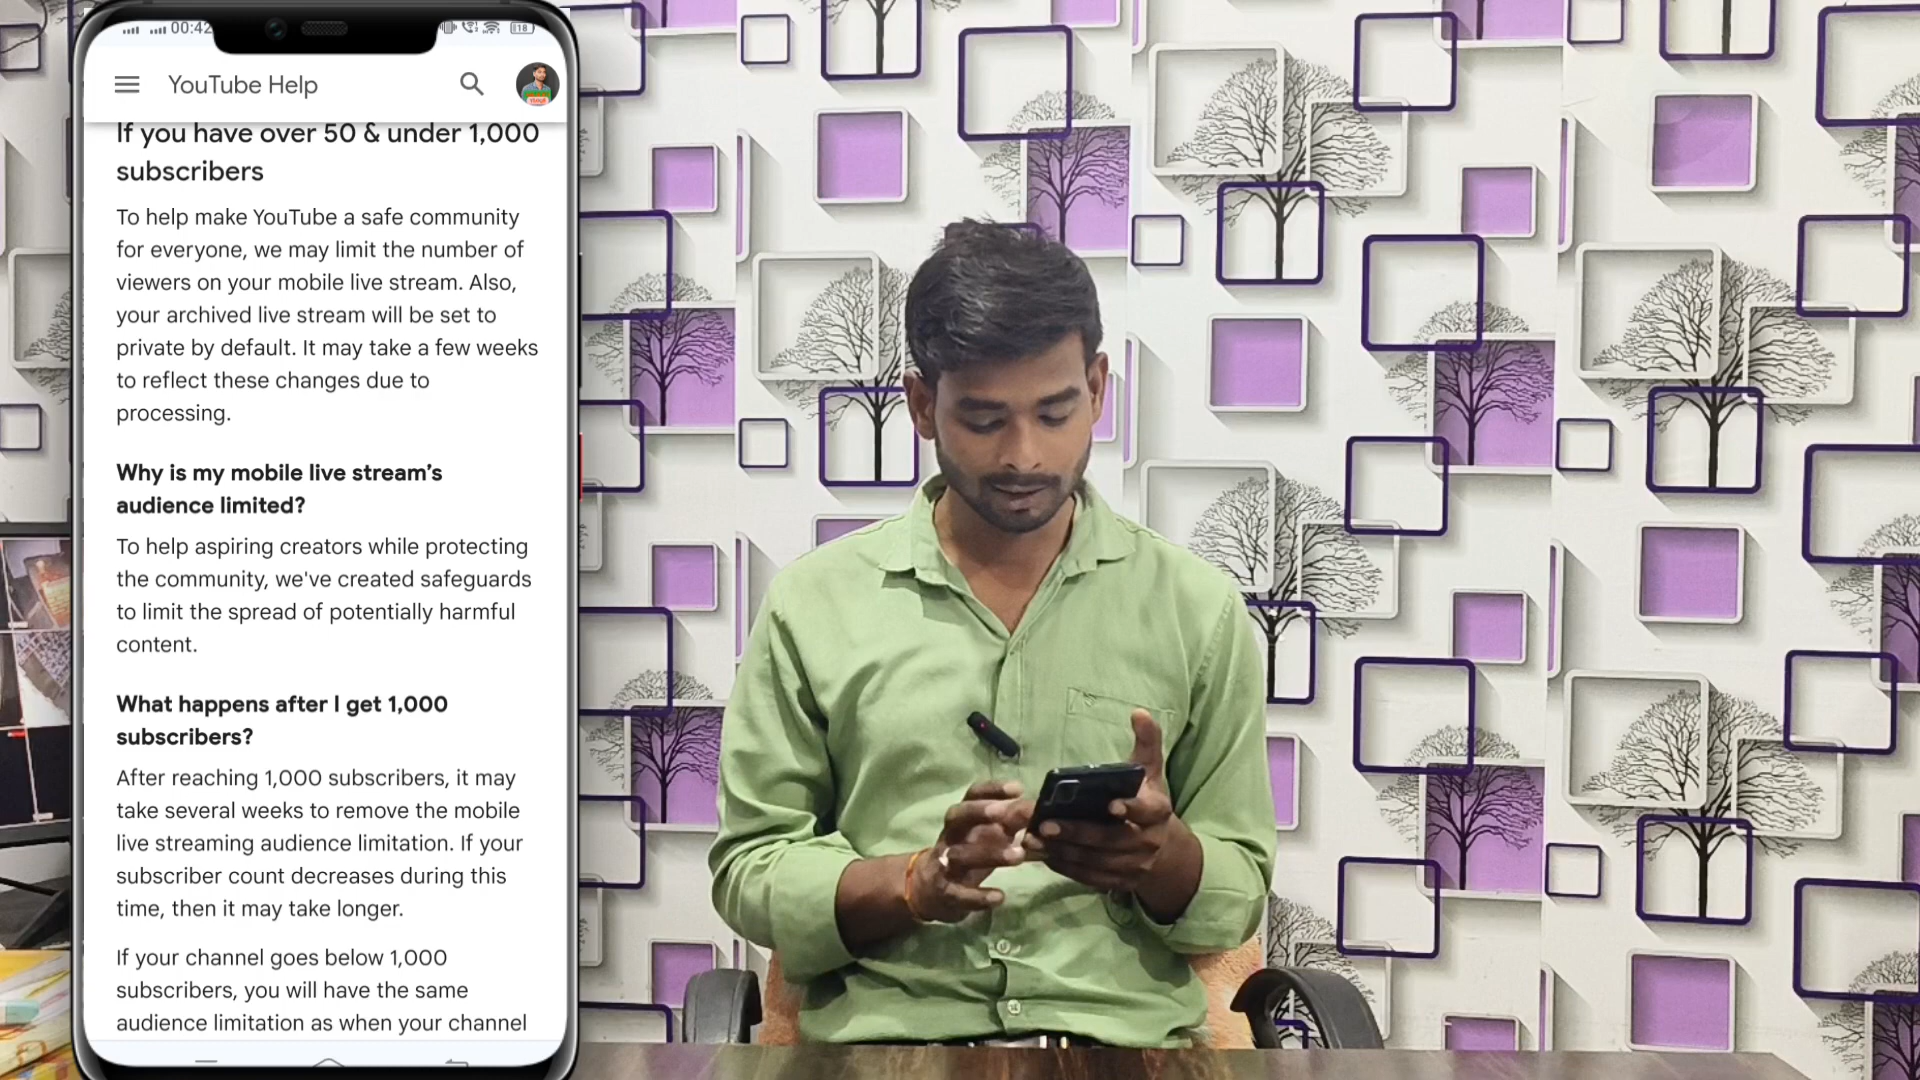 00:42
18
YouTube Help
If you have over 50 & under 1,000
subscribers
To help make YouTube a safe community
for everyone, we may limit the number of
viewers on your mobile live stream. Also,
your archived live stream will be set to
private by default. It may take a few weeks
to reflect these changes due to
processing.
Why is my mobile live stream’s
audience limited?
To help aspiring creators while protecting
the community, we've created safeguards
to limit the spread of potentially harmful
content.
What happens after I get 1,000
subscribers?
After reaching 1,000 subscribers, it may
take several weeks to remove the mobile
live streaming audience limitation. If your
subscriber count decreases during this
time, then it may take longer.
If your channel goes below 1,000
subscribers, you will have the same
audience limitation as when your channel